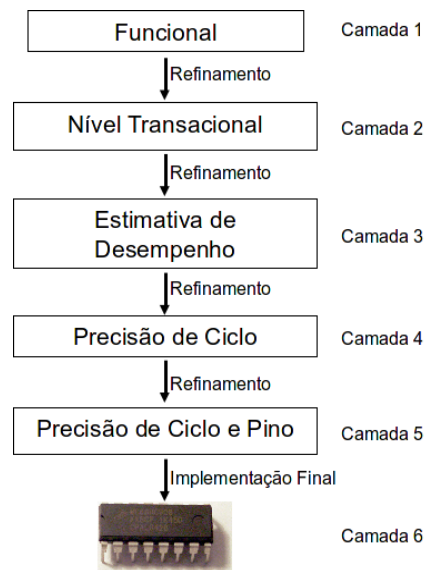 Funcional
Camada 1
Refinamento
Nível Transacional
Camada 2
Refinamento
Estimativa de
Desempenho
Camada 3
Refinamento
Precisão de Ciclo
Camada 4
Refinamento
Precisão de Ciclo e Pino
Camada 5
Implementação Final
Camada 6